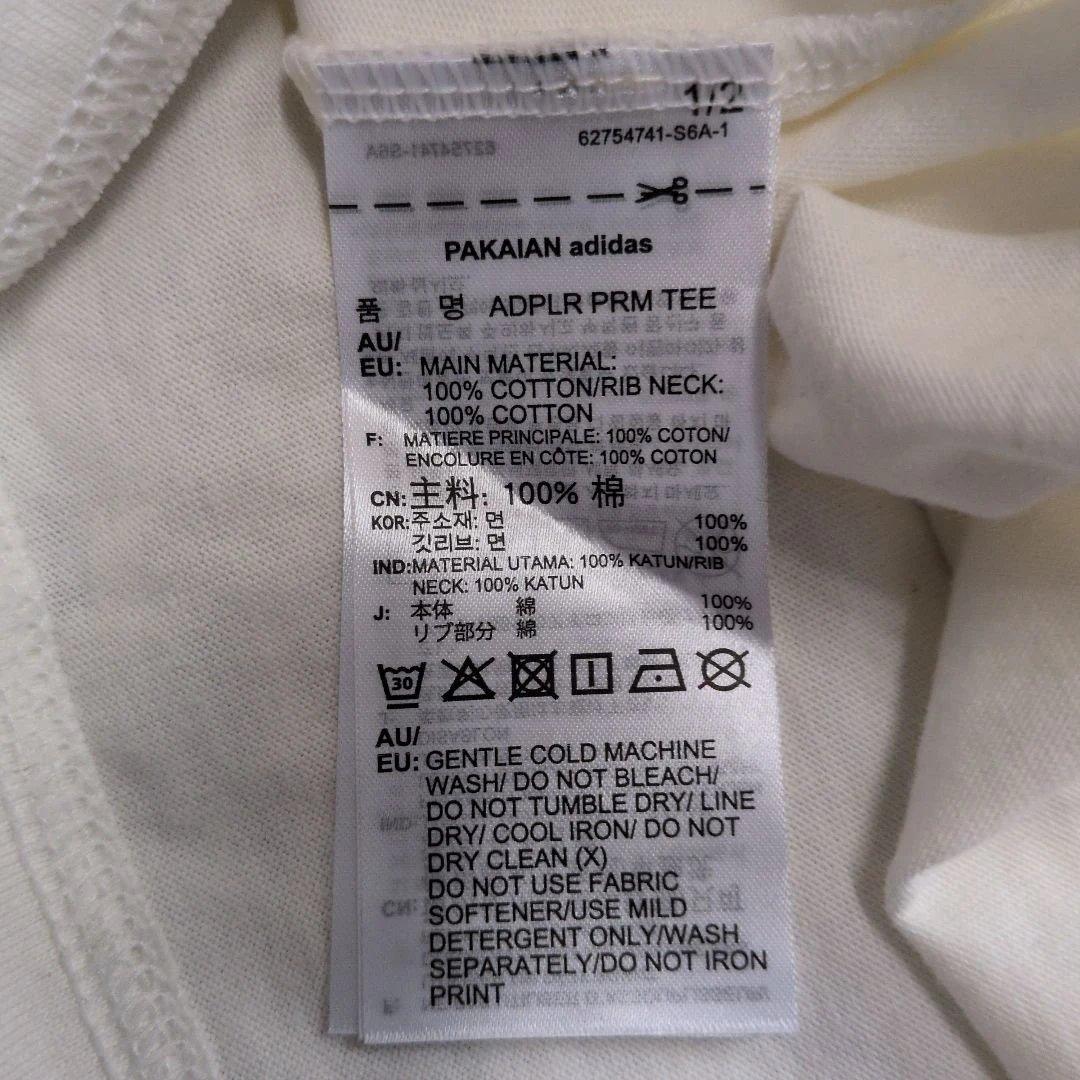 1/2
62754741-S6A-1
PAKAIAN adidas
품 명 ADPLR PRM TEE
AU/
EU: MAIN MATERIAL:
100% COTTON/RIB NECK:
100% COTTON
F: MATIERE PRINCIPALE: 100% COTON/
ENCOLURE EN CÔTE: 100% COTON
CN: 主料: 100% 棉
KOR: 주소재: 면 100%
깃리브: 면 100%
IND: MATERIAL UTAMA: 100% KATUN/RIB
NECK: 100% KATUN
J: 本体 綿 100%
リブ部分 綿 100%
30
AU/
EU: GENTLE COLD MACHINE
WASH/ DO NOT BLEACH/
DO NOT TUMBLE DRY/ LINE
DRY/ COOL IRON/ DO NOT
DRY CLEAN (X)
DO NOT USE FABRIC
SOFTENER/USE MILD
DETERGENT ONLY/WASH
SEPARATELY/DO NOT IRON
PRINT